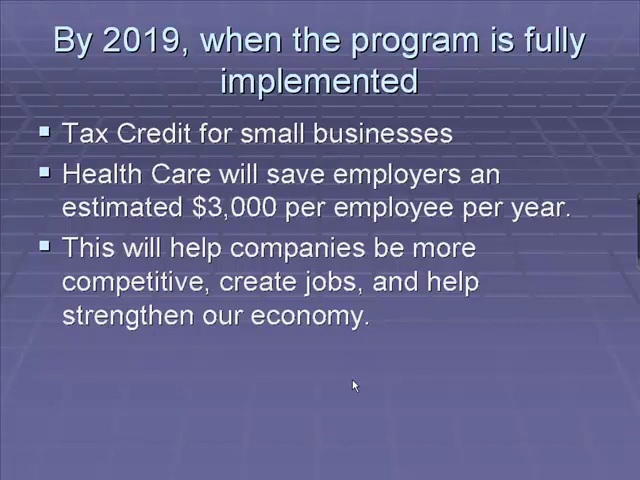 By 2019, when the program is fully
implemented
Tax Credit for small businesses
Health Care will save employers an
estimated $3,000 per employee per year.
This will help companies be more
competitive, create jobs, and help
strengthen our economy.